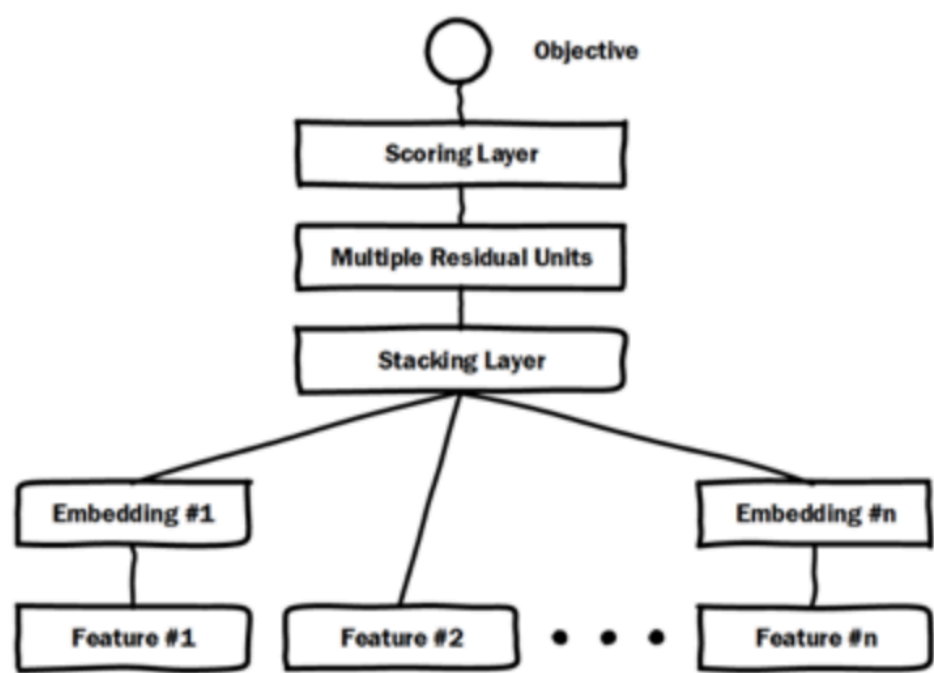 Objective
Scoring Layer
Multiple Residual Units
Stacking Layer
Embedding #1
Embedding #n
Feature #1
Feature #2
Feature #n